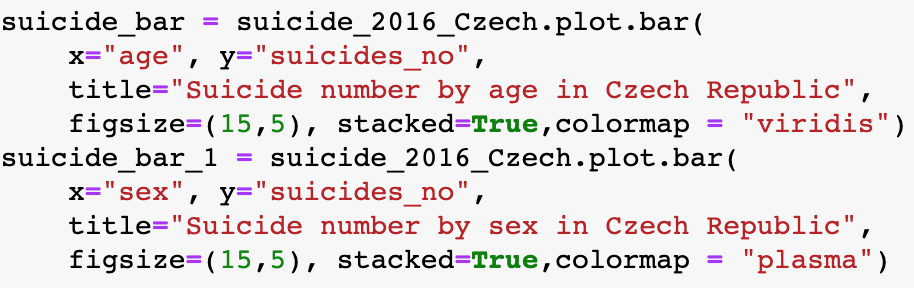 suicide_bar = suicide_2016_Czech.plot.bar(
    x="age", y="suicides_no",
    title="Suicide number by age in Czech Republic",
    figsize=(15,5), stacked=True,colormap = "viridis")
suicide_bar_1 = suicide_2016_Czech.plot.bar(
    x="sex", y="suicides_no",
    title="Suicide number by sex in Czech Republic",
    figsize=(15,5), stacked=True,colormap = "plasma")